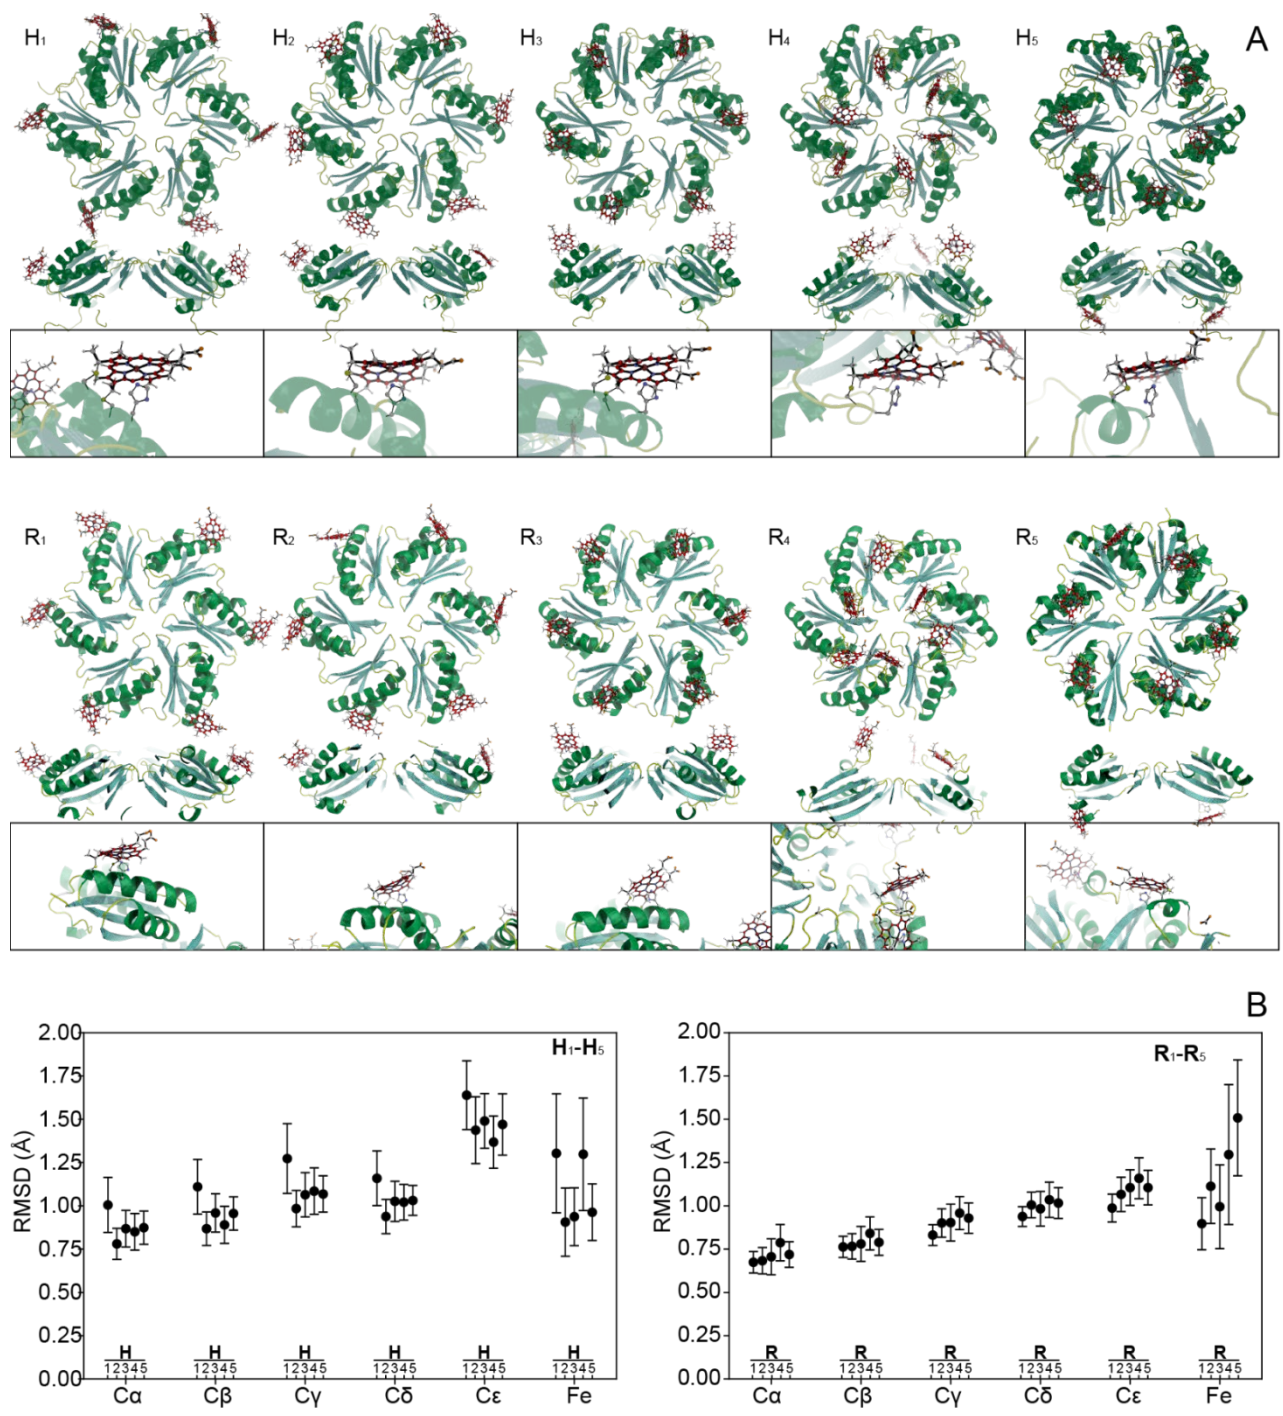 H1 H2 H3 H4 H5 A
R1 R2 R3 R4 R5
B
2.00
1.75
1.50
1.25
1.00
0.75
0.50
0.25
0.00
RMSD (Å)
H1-H5
H H H H H H
12345 12345 12345 12345 12345 12345
Cα Cβ Cγ Cδ Cε Fe
2.00
1.75
1.50
1.25
1.00
0.75
0.50
0.25
0.00
RMSD (Å)
R1-R5
R R R R R R
12345 12345 12345 12345 12345 12345
Cα Cβ Cγ Cδ Cε Fe